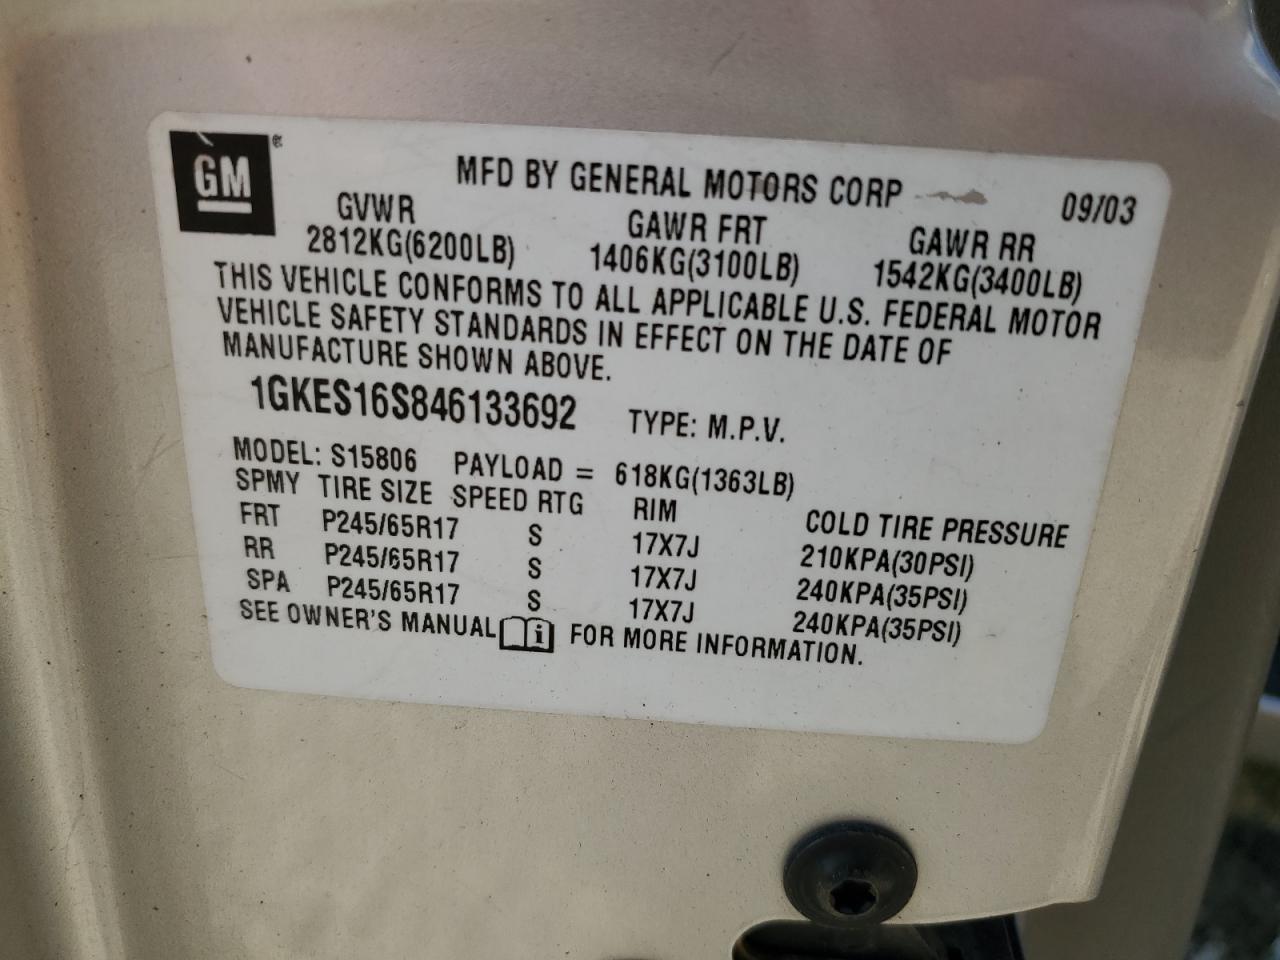 GM
MFD BY GENERAL MOTORS CORP 09/03
GVWR GAWR FRT GAWR RR
2812KG(6200LB) 1406KG(3100LB) 1542KG(3400LB)
THIS VEHICLE CONFORMS TO ALL APPLICABLE U.S. FEDERAL MOTOR
VEHICLE SAFETY STANDARDS IN EFFECT ON THE DATE OF
MANUFACTURE SHOWN ABOVE.
1GKES16S846133692 TYPE: M.P.V.
MODEL: S15806 PAYLOAD = 618KG(1363LB)
SPMY TIRE SIZE SPEED RTG RIM COLD TIRE PRESSURE
FRT P245/65R17 S 17X7J 210KPA(30PSI)
RR P245/65R17 S 17X7J 240KPA(35PSI)
SPA P245/65R17 S 17X7J 240KPA(35PSI)
SEE OWNER'S MANUAL i FOR MORE INFORMATION.